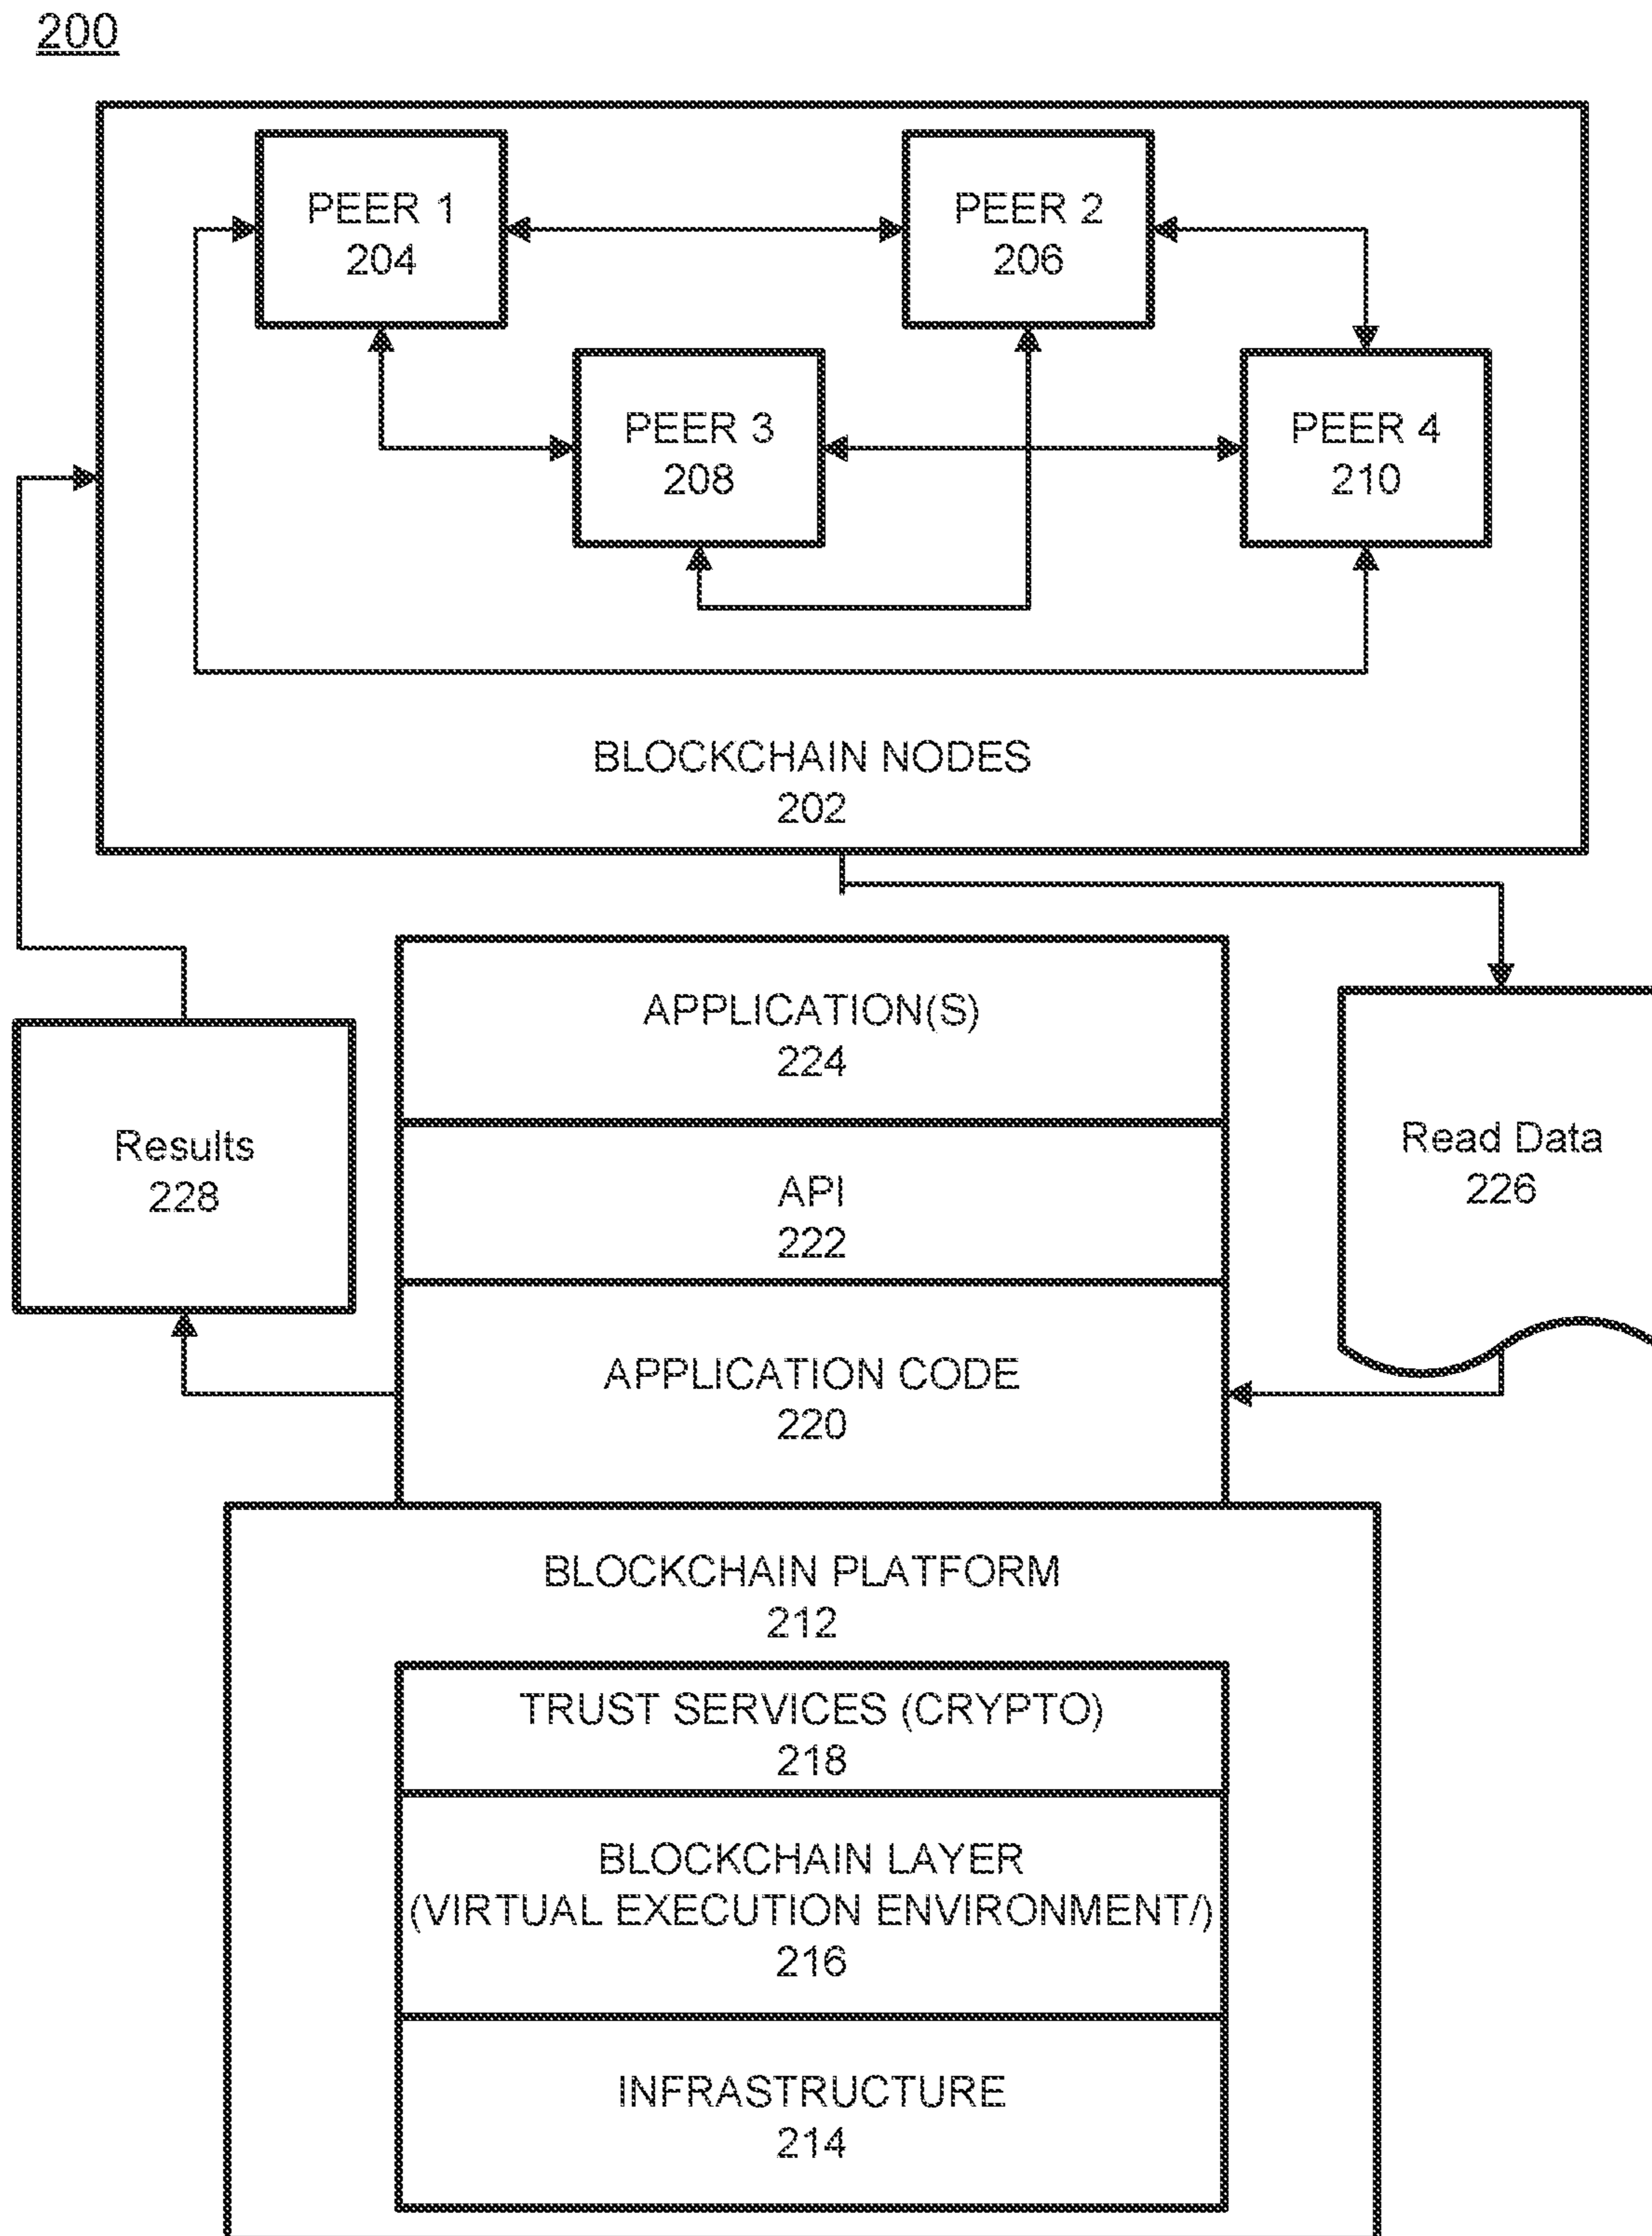 200
PEER 1
204
PEER 2
206
PEER 3
208
PEER 4
210
BLOCKCHAIN NODES
202
APPLICATION(S)
224
Results
228
API
222
Read Data
226
APPLICATION CODE
220
BLOCKCHAIN PLATFORM
212
TRUST SERVICES (CRYPTO)
218
BLOCKCHAIN LAYER
(VIRTUAL EXECUTION ENVIRONMENT/)
216
INFRASTRUCTURE
214